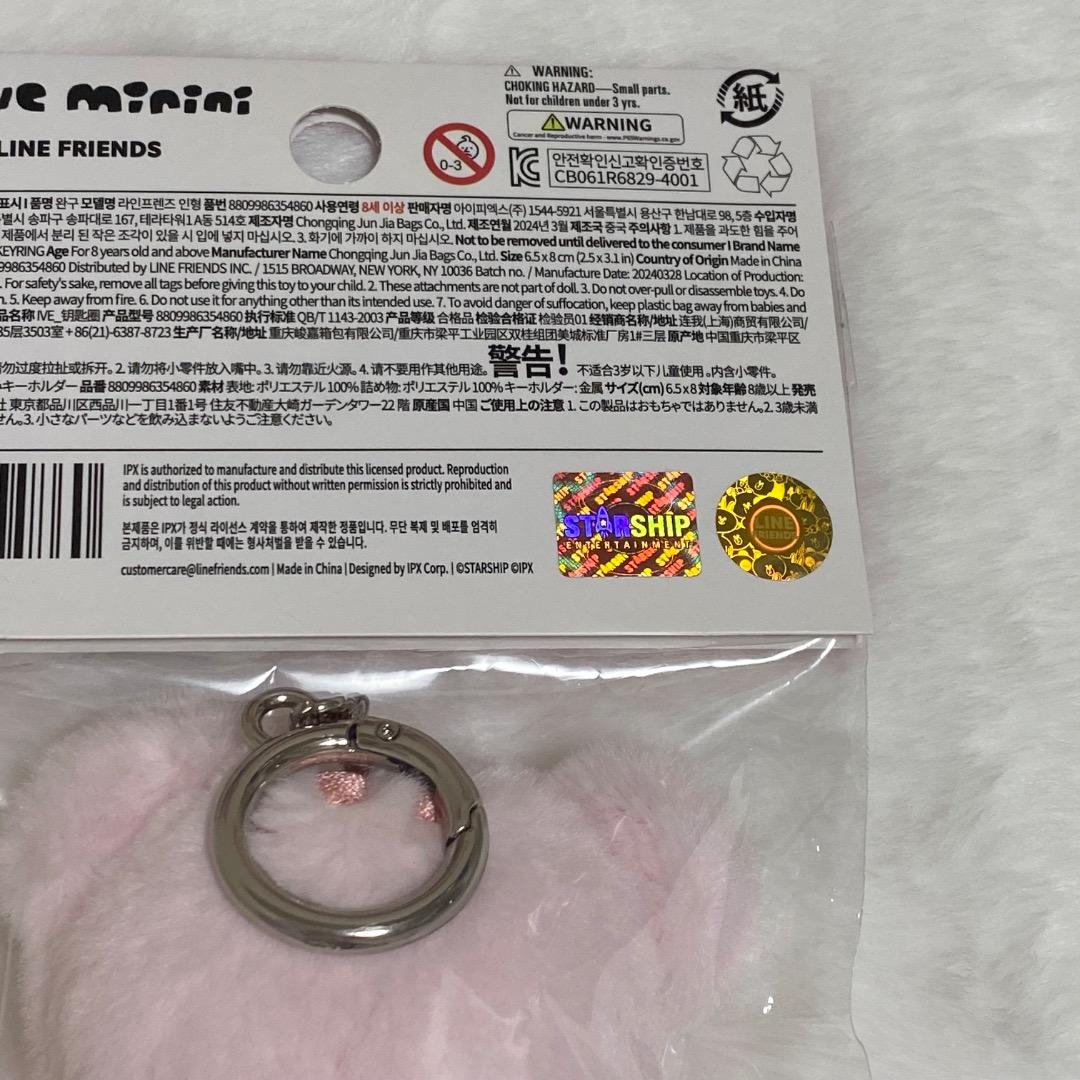 ve minini
LINE FRIENDS
WARNING:
CHOKING HAZARD—Small parts.
Not for children under 3 yrs.
WARNING
Cancer and Reproductive harm - www.P65Warnings.ca.gov
0-3
안전확인신고확인증번호
CB061R6829-4001
紙
표시 I 품명 완구 모델명 라인프렌즈 인형 품번 8809986354860 사용연령 8세 이상 판매자명 아이피엑스(주) 1544-5921 서울특별시 용산구 한남대로 98, 5층 수입자명
별시 송파구 송파대로 167, 테라타워1 A동 514호 제조자명 Chongqing Jun Jia Bags Co., Ltd. 제조연월 2024년 3월 제조국 중국 주의사항 1. 제품을 과도한 힘을 주어
제품에서 분리 된 작은 조각이 있을 시 입에 넣지 마십시오. 3. 화기에 가까이 하지 마십시오. Not to be removed until delivered to the consumer I Brand Name
KEYRING Age For 8 years old and above Manufacturer Name Chongqing Jun Jia Bags Co., Ltd. Size 6.5 x 8 cm (2.5 x 3.1 in) Country of Origin Made in China
09986354860 Distributed by LINE FRIENDS INC. / 1515 BROADWAY, NEW YORK, NY 10036 Batch no. / Manufacture Date: 20240328 Location of Production:
. For safety's sake, remove all tags before giving this toy to your child. 2. These attachments are not part of doll. 3. Do not over-pull or disassemble toys. 4. Do
n. 5. Keep away from fire. 6. Do not use it for anything other than its intended use. 7. To avoid danger of suffocation, keep plastic bag away from babies and
品名称 IVE_钥匙圈 产品型号 8809986354860 执行标准 QB/T 1143-2003 产品等级 合格品 检验合格证 检验员01 经销商名称/地址 连我(上海)商贸有限公司/
35层3503室 + 86(21)-6387-8723 生产厂名称/地址 重庆峻嘉箱包有限公司/重庆市梁平工业园区双桂组团美城标准厂房1#三层 原产地 中国重庆市梁平区
请勿过度拉扯或拆开。2. 请勿将小零件放入嘴中。3. 请勿靠近火源。4. 请不要用作其他用途。警告! 不适合3岁以下儿童使用。内含小零件。
キーホルダー 品番 8809986354860 素材 表地: ポリエステル 100% 詰め物: ポリエステル 100% キーホルダー: 金属 サイズ(cm) 6.5 x 8 対象年齢 8歳以上 発売
社 東京都品川区西品川一丁目1番1号 住友不動産大崎ガーデンタワー22 階 原産国 中国 ご使用上の注意 1. この製品はおもちゃではありません。2. 3歳未満
せん。3. 小さなパーツなどを飲み込まないようご注意ください。
IPX is authorized to manufacture and distribute this licensed product. Reproduction
and distribution of this product without written permission is strictly prohibited and
is subject to legal action.
본제품은 IPX가 정식 라이선스 계약을 통하여 제작한 정품입니다. 무단 복제 및 배포를 엄격히
금지하며, 이를 위반할 때에는 형사처벌을 받을 수 있습니다.
customercare@linefriends.com | Made in China | Designed by IPX Corp. | ©STARSHIP ©IPX
STARSHIP
ENTERTAINMENT
LINE
FRIENDS